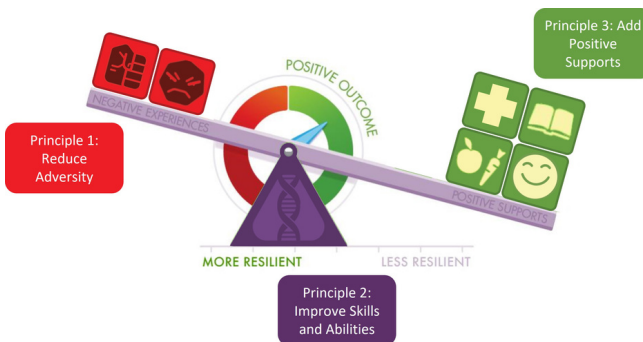 Principle 3: Add
Positive
Supports
POSITIVE OUTCOME
NEGATIVE EXPERIENCES
Principle 1:
Reduce
Adversity
POSITIVE SUPPORTS
MORE RESILIENT
LESS RESILIENT
Principle 2:
Improve Skills
and Abilities